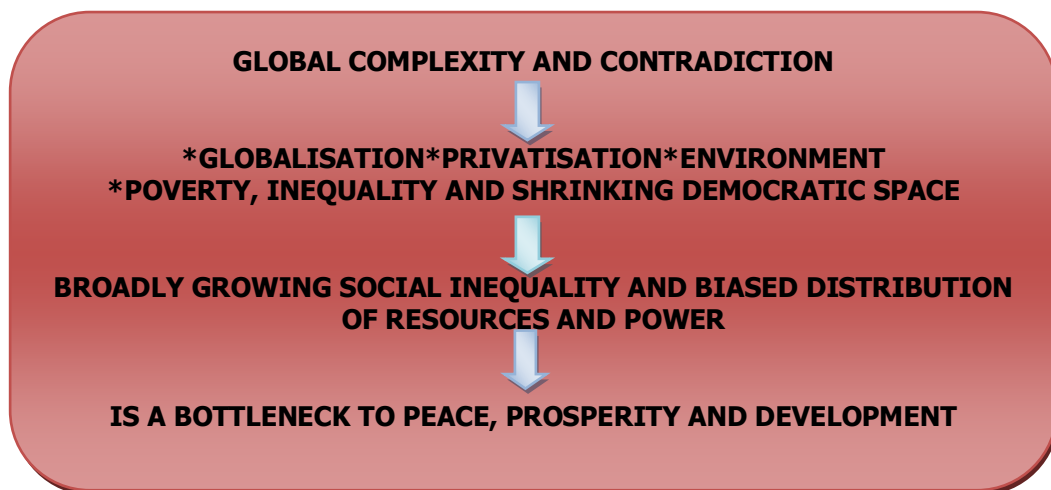 GLOBAL COMPLEXITY AND CONTRADICTION
*GLOBALISATION*PRIVATISATION*ENVIRONMENT
*POVERTY, INEQUALITY AND SHRINKING DEMOCRATIC SPACE
BROADLY GROWING SOCIAL INEQUALITY AND BIASED DISTRIBUTION
OF RESOURCES AND POWER
IS A BOTTLENECK TO PEACE, PROSPERITY AND DEVELOPMENT